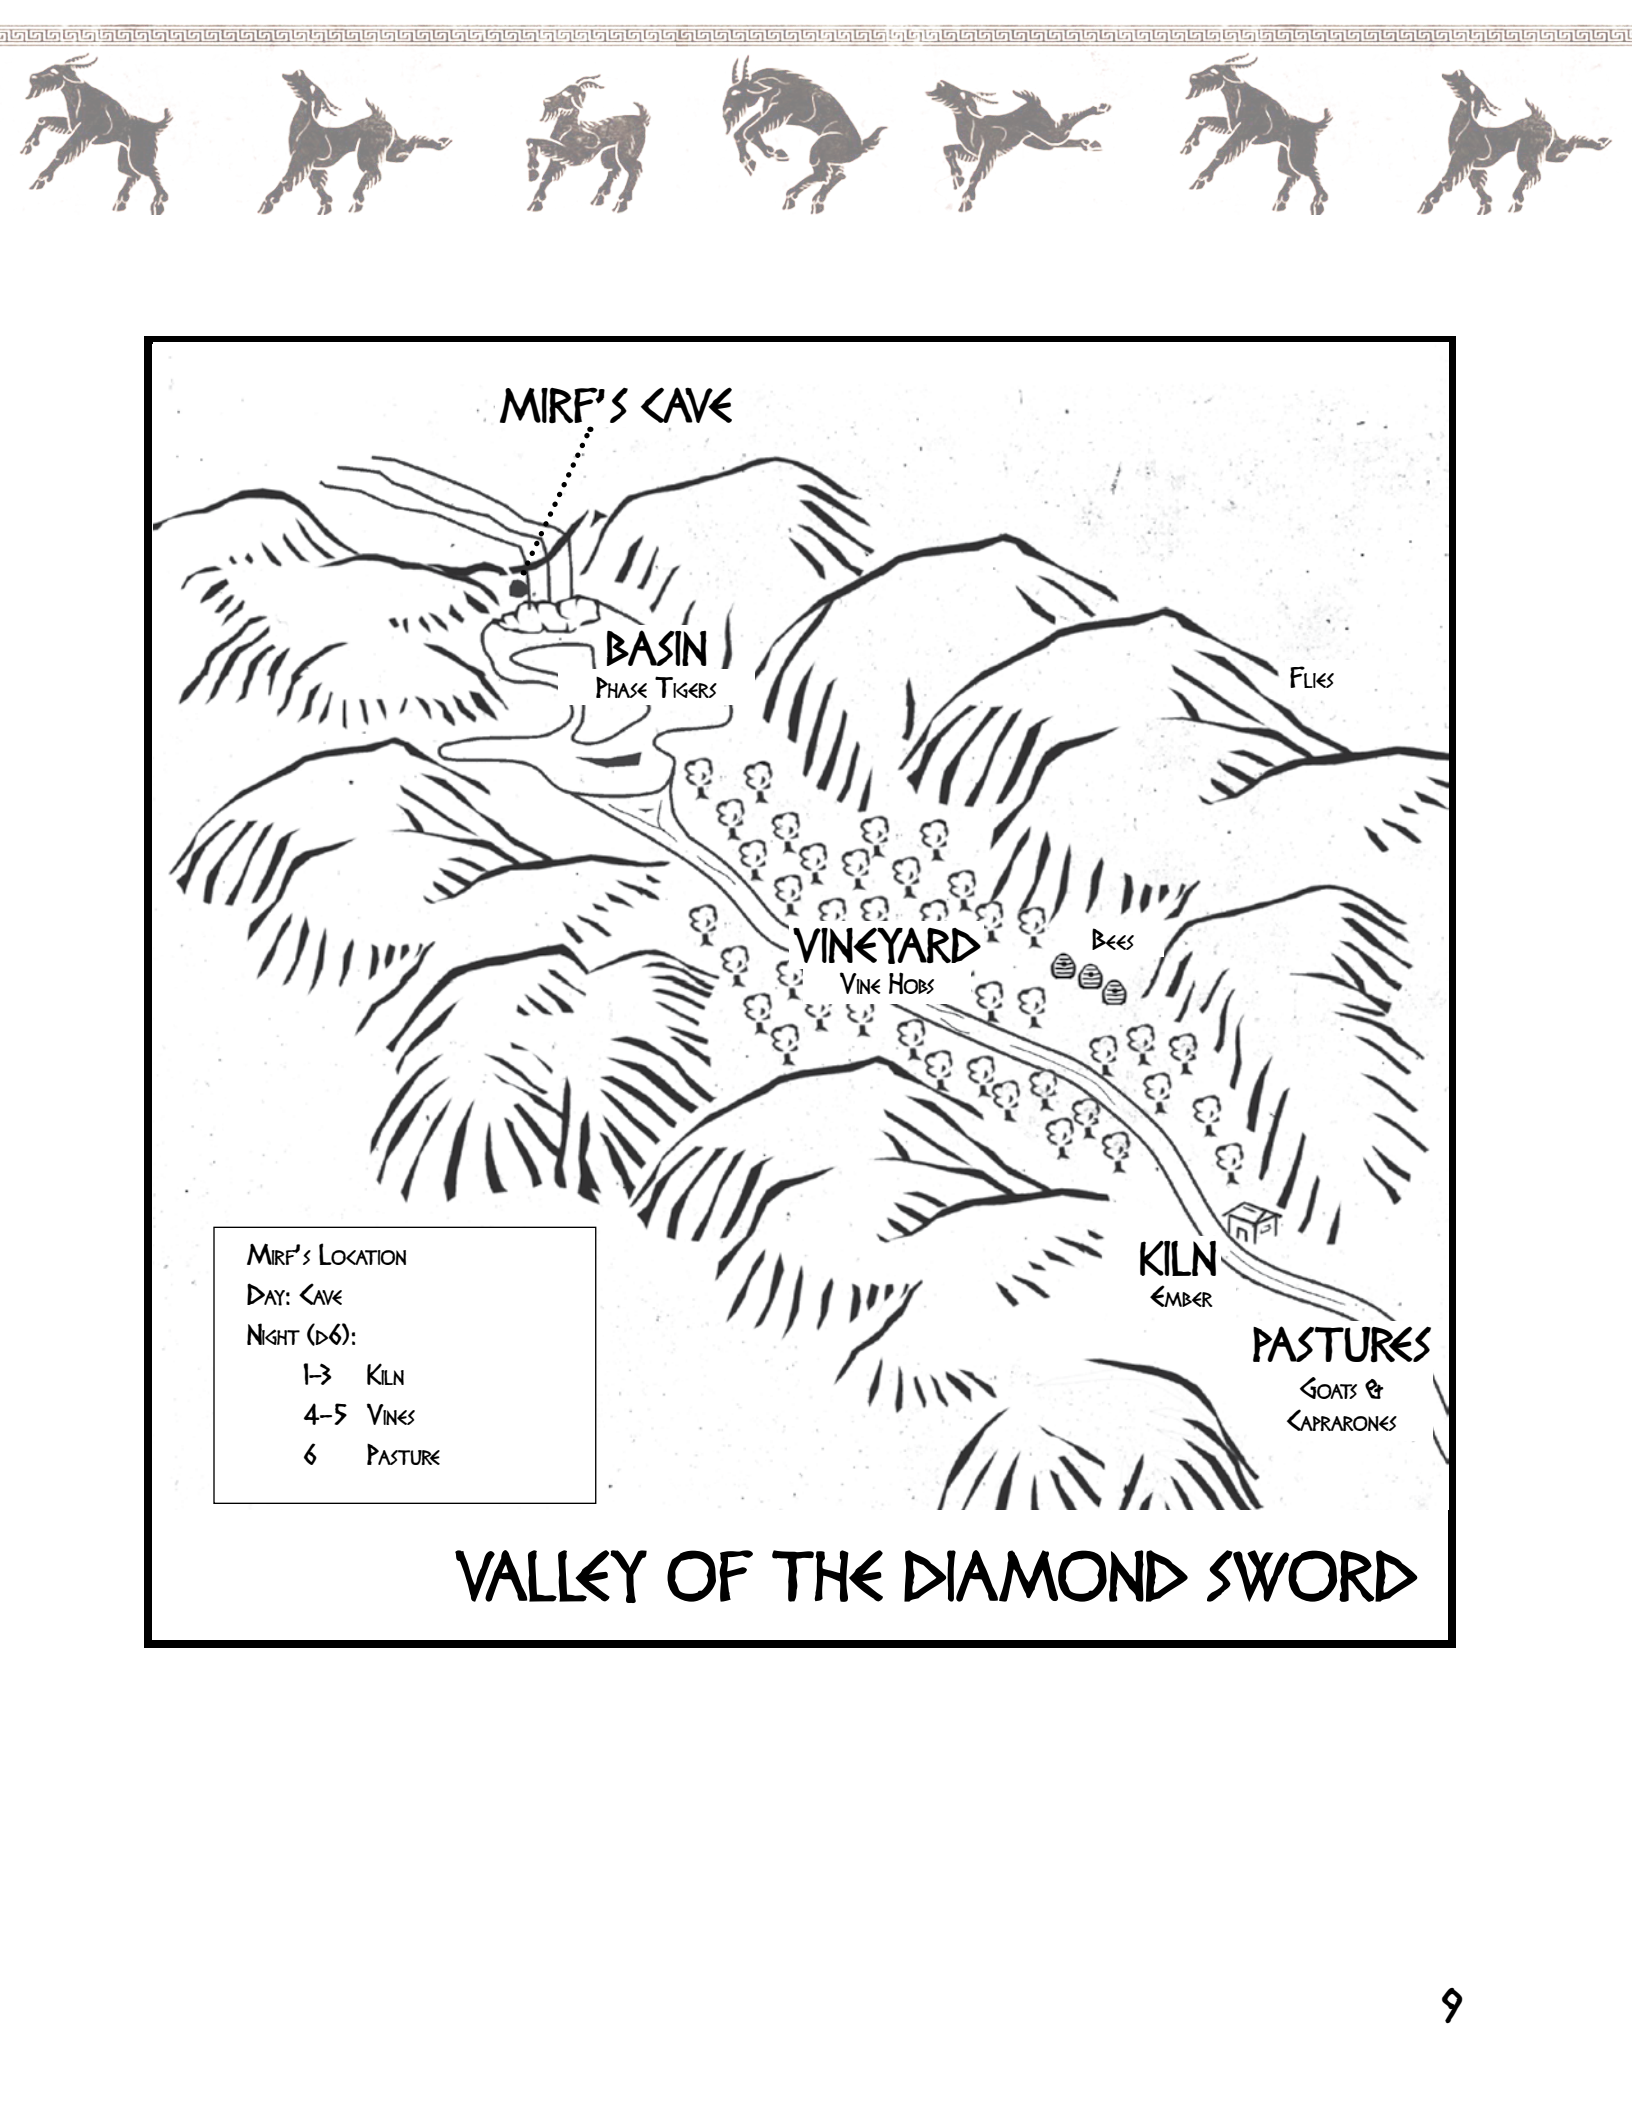 MIRF'S CAVE
BASIN
PHASE TIGERS
FLIES
VINEYARD
VINE HOBS
BEES
KILN
EMBER
PASTURES
GOATS &
CAPRARONES
MIRF'S LOCATION
DAY: CAVE
NIGHT (D6):
1-3 KILN
4-5 VINES
6 PASTURE
VALLEY OF THE DIAMOND SWORD
9